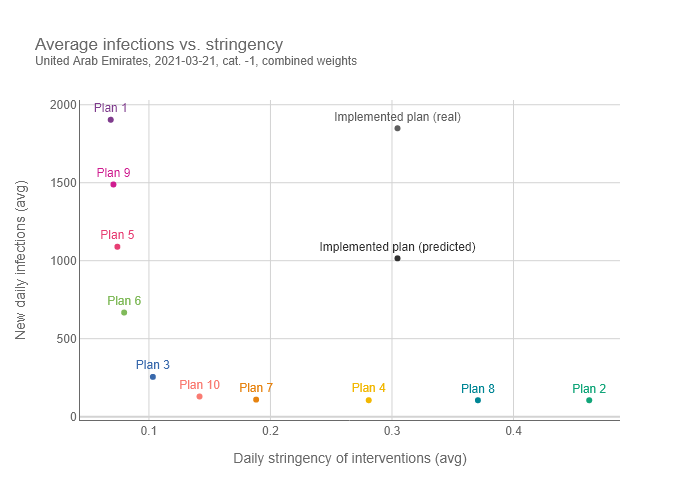 Average infections vs. stringency
United Arab Emirates, 2021-03-21, cat. -1, combined weights
2000
Plan 1
Implemented plan (real)
1500
Plan 9
Plan 5
1000
Implemented plan (predicted)
Plan 6
500
Plan 3
Plan 10
Plan 7
Plan 4
Plan 8
Plan 2
0
0.1
0.2
0.3
0.4
New daily infections (avg)
Daily stringency of interventions (avg)